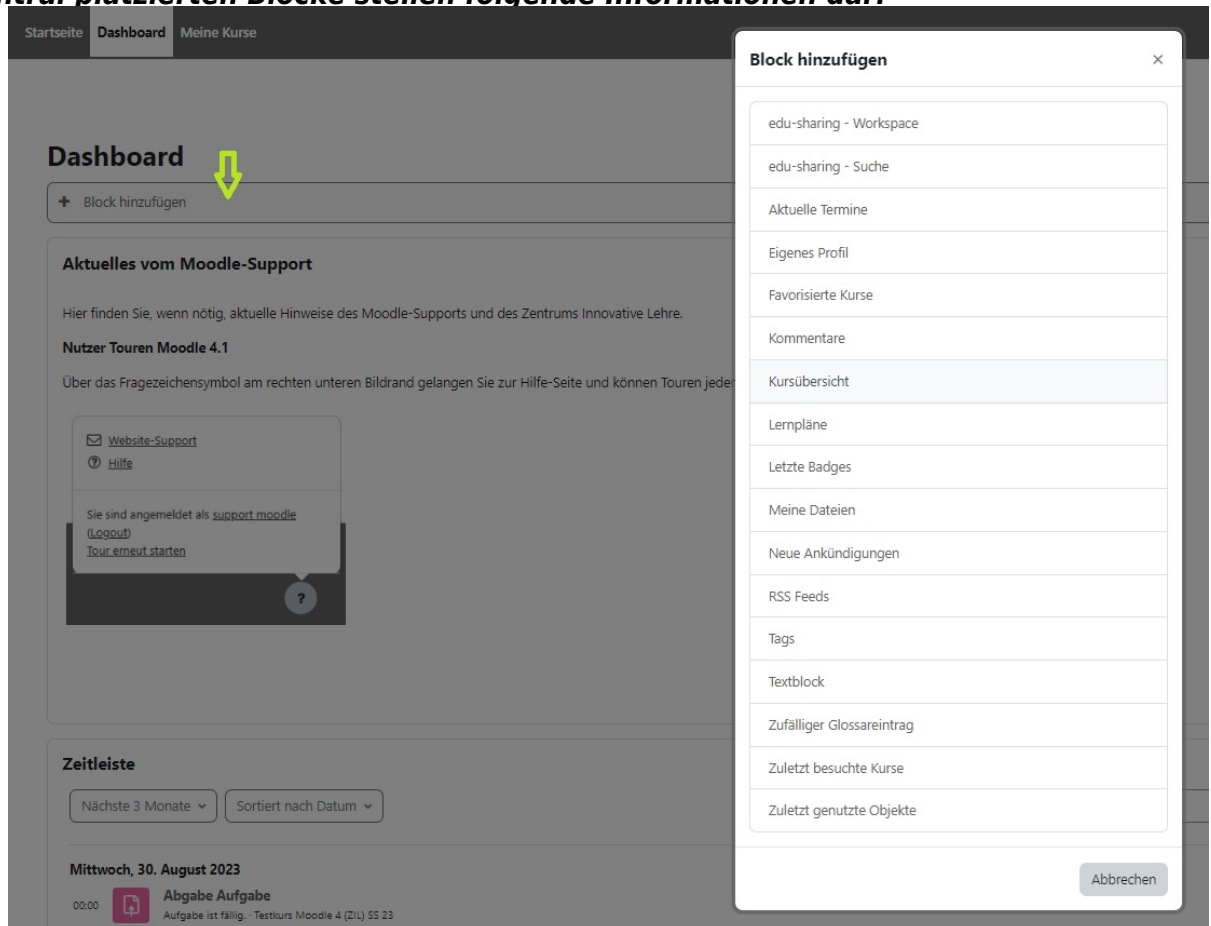 platzierten Blöcke stellen folgende Informationen dar:
Startseite Dashboard Meine Kurse
Dashboard
+ Block hinzufügen
Aktuelles vom Moodle-Support
Hier finden Sie, wenn nötig, aktuelle Hinweise des Moodle-Supports und des Zentrums Innovative Lehre.
Nutzer Touren Moodle 4.1
Über das Fragezeichensymbol am rechten unteren Bildrand gelangen Sie zur Hilfe-Seite und können Touren
Website-Support
Hilfe
Sie sind angemeldet als support moodle
(Logout)
Tour erneut starten
?
Zeitleiste
Nächste 3 Monate
Sortiert nach Datum
Mittwoch, 30. August 2023
00:00
Abgabe Aufgabe
Aufgabe ist fällig. · Testkurs Moodle 4 (ZIL) SS 23
Block hinzufügen ×
edu-sharing - Workspace
edu-sharing - Suche
Aktuelle Termine
Eigenes Profil
Favorisierte Kurse
Kommentare
Kursübersicht
Lernpläne
Letzte Badges
Meine Dateien
Neue Ankündigungen
RSS Feeds
Tags
Textblock
Zufälliger Glossareintrag
Zuletzt besuchte Kurse
Zuletzt genutzte Objekte
Abbrechen